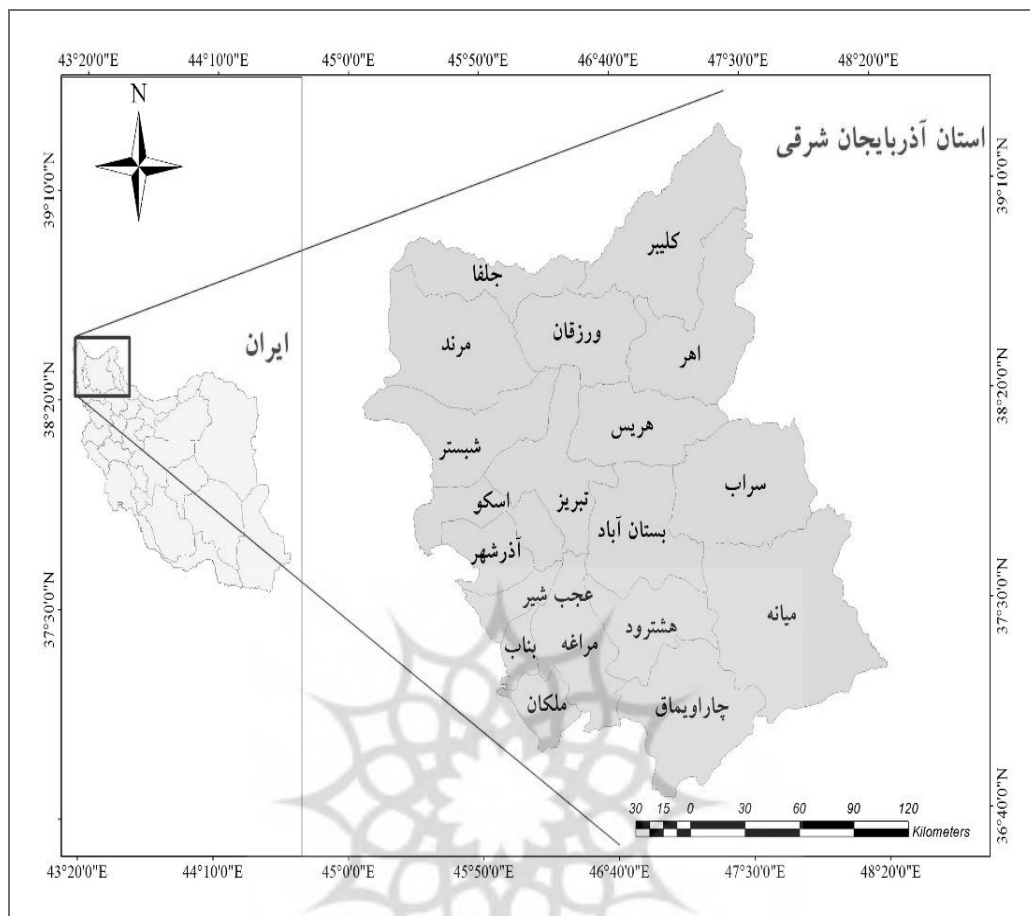 43°20'0"E 44°10'0"E 45°0'0"E 45°50'0"E 46°40'0"E 47°30'0"E 48°20'0"E
N
استان آذربایجان شرقی
39°10'0"N 39°10'0"N
کلیبر
جلفا
ورزقان
مرند
ایران
اهر
38°20'0"N 38°20'0"N
هریس
شبستر
سراب
اسکو
تبریز
بستان آباد
آذرشهر
37°30'0"N 37°30'0"N
عجب شیر
میانه
هشترود
مراغه
بناب
ملکان
چاراویماق
36°40'0"N
30 15 0 30 60 90 120
Kilometers
43°20'0"E 44°10'0"E 45°0'0"E 45°50'0"E 46°40'0"E 47°30'0"E 48°20'0"E